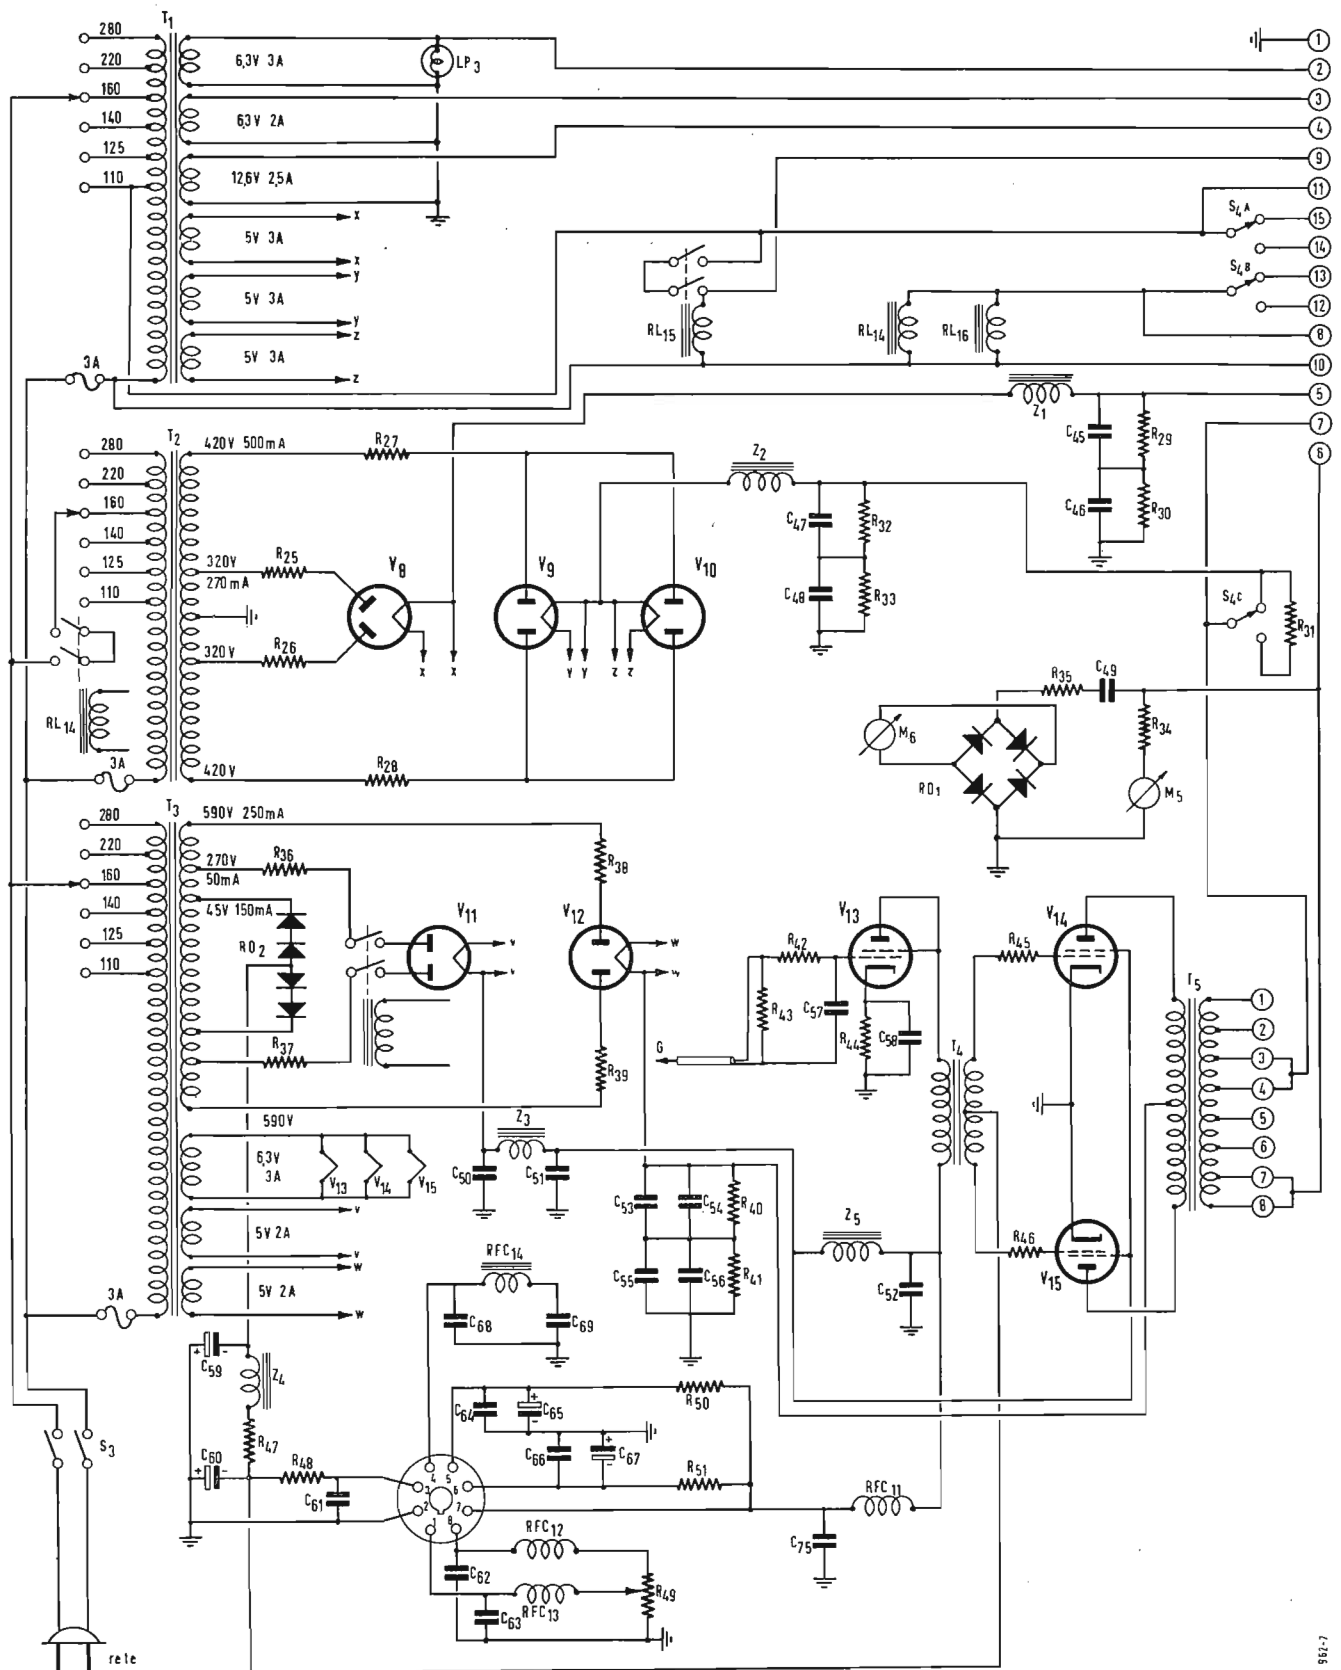 T1
280
220
160
140
125
110
6,3V 3A
LP3
6,3V 2A
12,6V 2,5A
5V 3A
x
x
5V 3A
y
y
5V 3A
z
z
3A
1
2
3
4
9
11
S4A
15
14
S4B
13
12
8
10
RL15
RL14
RL16
Z1
5
7
6
C45
R29
C46
R30
T2
280
220
160
140
125
110
420V 500mA
R27
320V
270mA
R25
V8
V9
V10
320V
R26
x
x
y
y
z
z
RL14
3A
420V
R28
Z2
C47
R32
C48
R33
S4C
R31
R35
C49
R34
M6
RD1
M5
T3
280
220
160
140
125
110
590V 250mA
270V
50mA
R36
45V 150mA
RD2
V11
v
v
R37
R38
V12
w
w
R39
590V
V13
R42
R43
C57
R44
C58
G
T4
R45
V14
T5
1
2
3
4
5
6
7
8
R46
V15
6,3V
3A
V13
V14
V15
5V 2A
v
v
w
5V 2A
w
3A
Z3
C50
C51
C53
C54
R40
C55
C56
R41
Z5
C52
RFC14
C68
C69
+
-
C59
Z4
R47
+
-
C60
R48
C61
C64
+
-
C65
R50
C66
+
-
C67
R51
4
5
3
6
2
7
1
8
RFC11
C75
RFC12
C62
RFC13
C63
R49
S3
rete
962-7